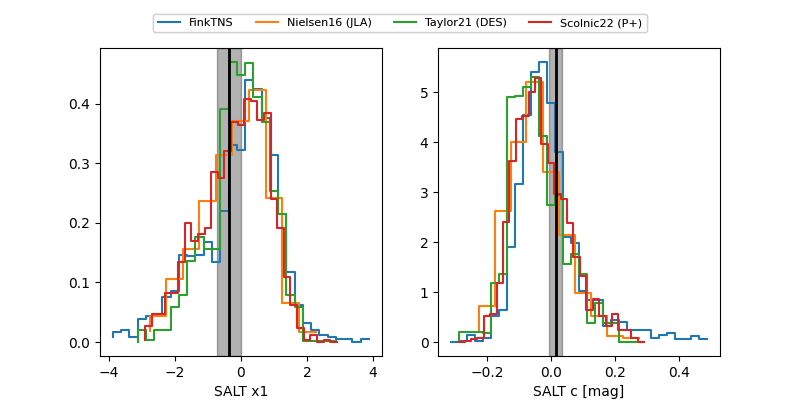 FinkTNS Nielsen16 (JLA) Taylor21 (DES) Scolnic22 (P+)
0.4
0.3
0.2
0.1
0.0
−4 −2 0 2 4
SALT x1
5
4
3
2
1
0
−0.2 0.0 0.2 0.4
SALT c [mag]